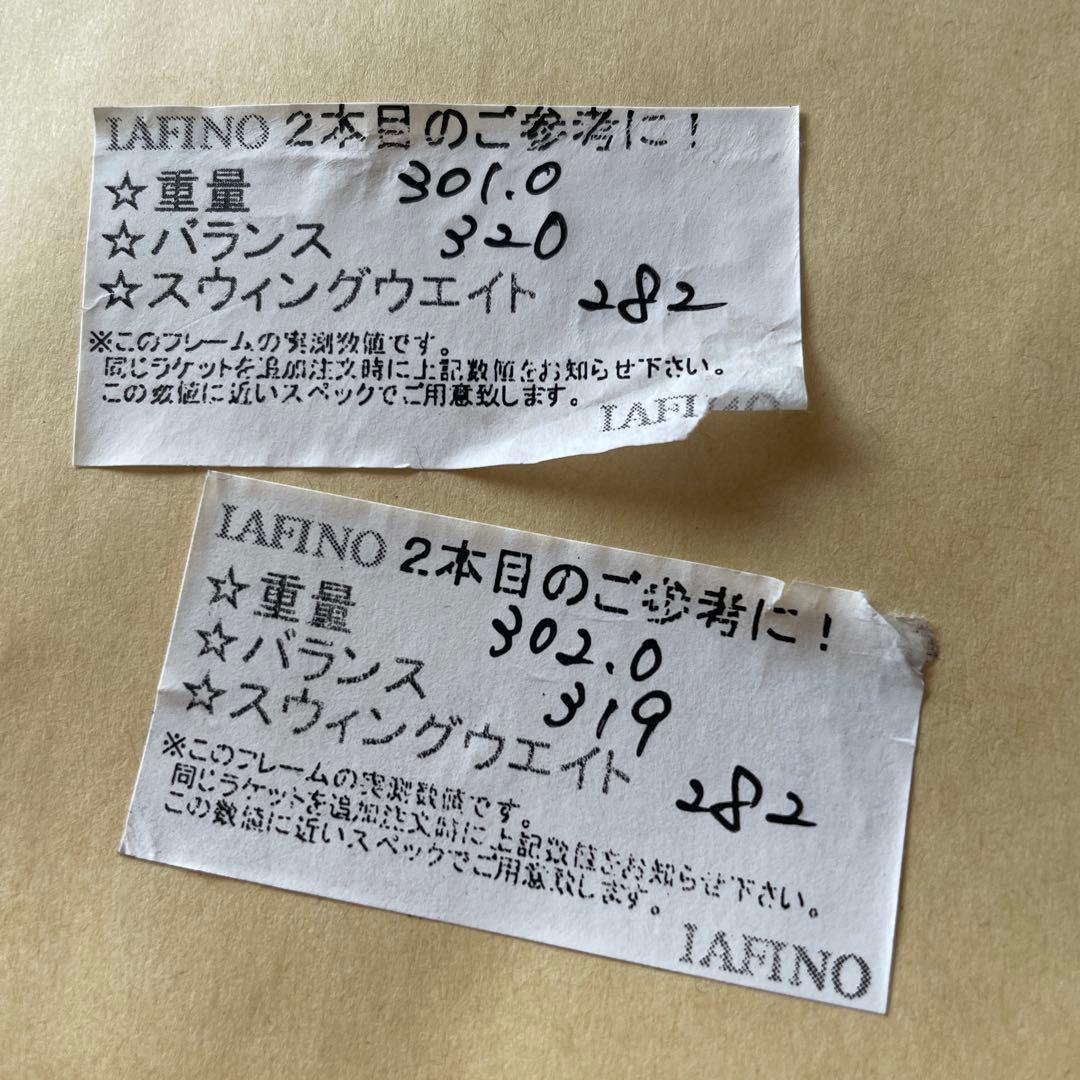 IAFINO 2本目のご参考に!
☆重量 301.0
☆バランス 320
☆スウィングウエイト 282
※このフレームの実測数値です。
同じラケットを追加注文時に上記数値をお知らせ下さい。
この数値に近いスペックでご用意致します。
IAFINO
IAFINO 2本目のご参考に!
☆重量 302.0
☆バランス 319
☆スウィングウエイト 282
※このフレームの実測数値です。
同じラケットを追加注文時に上記数値をお知らせ下さい。
この数値に近いスペックでご用意致します。
IAFINO